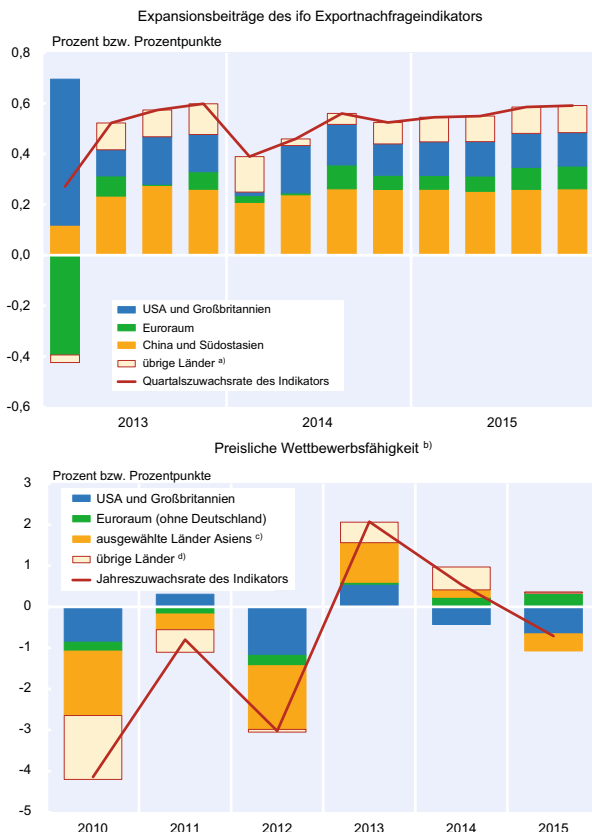 Expansionsbeiträge des ifo Exportnachfrageindikators
Prozent bzw. Prozentpunkte
0,8
0,6
0,4
0,2
0,0
-0,2
-0,4
-0,6
USA und Großbritannien
Euroraum
China und Südostasien
übrige Länder a)
Quartalszuwachsrate des Indikators
2013
2014
2015
Preisliche Wettbewerbsfähigkeit b)
Prozent bzw. Prozentpunkte
3
2
1
0
-1
-2
-3
-4
-5
USA und Großbritannien
Euroraum (ohne Deutschland)
ausgewählte Länder Asiens c)
übrige Länder d)
Jahreszuwachsrate des Indikators
2010
2011
2012
2013
2014
2015